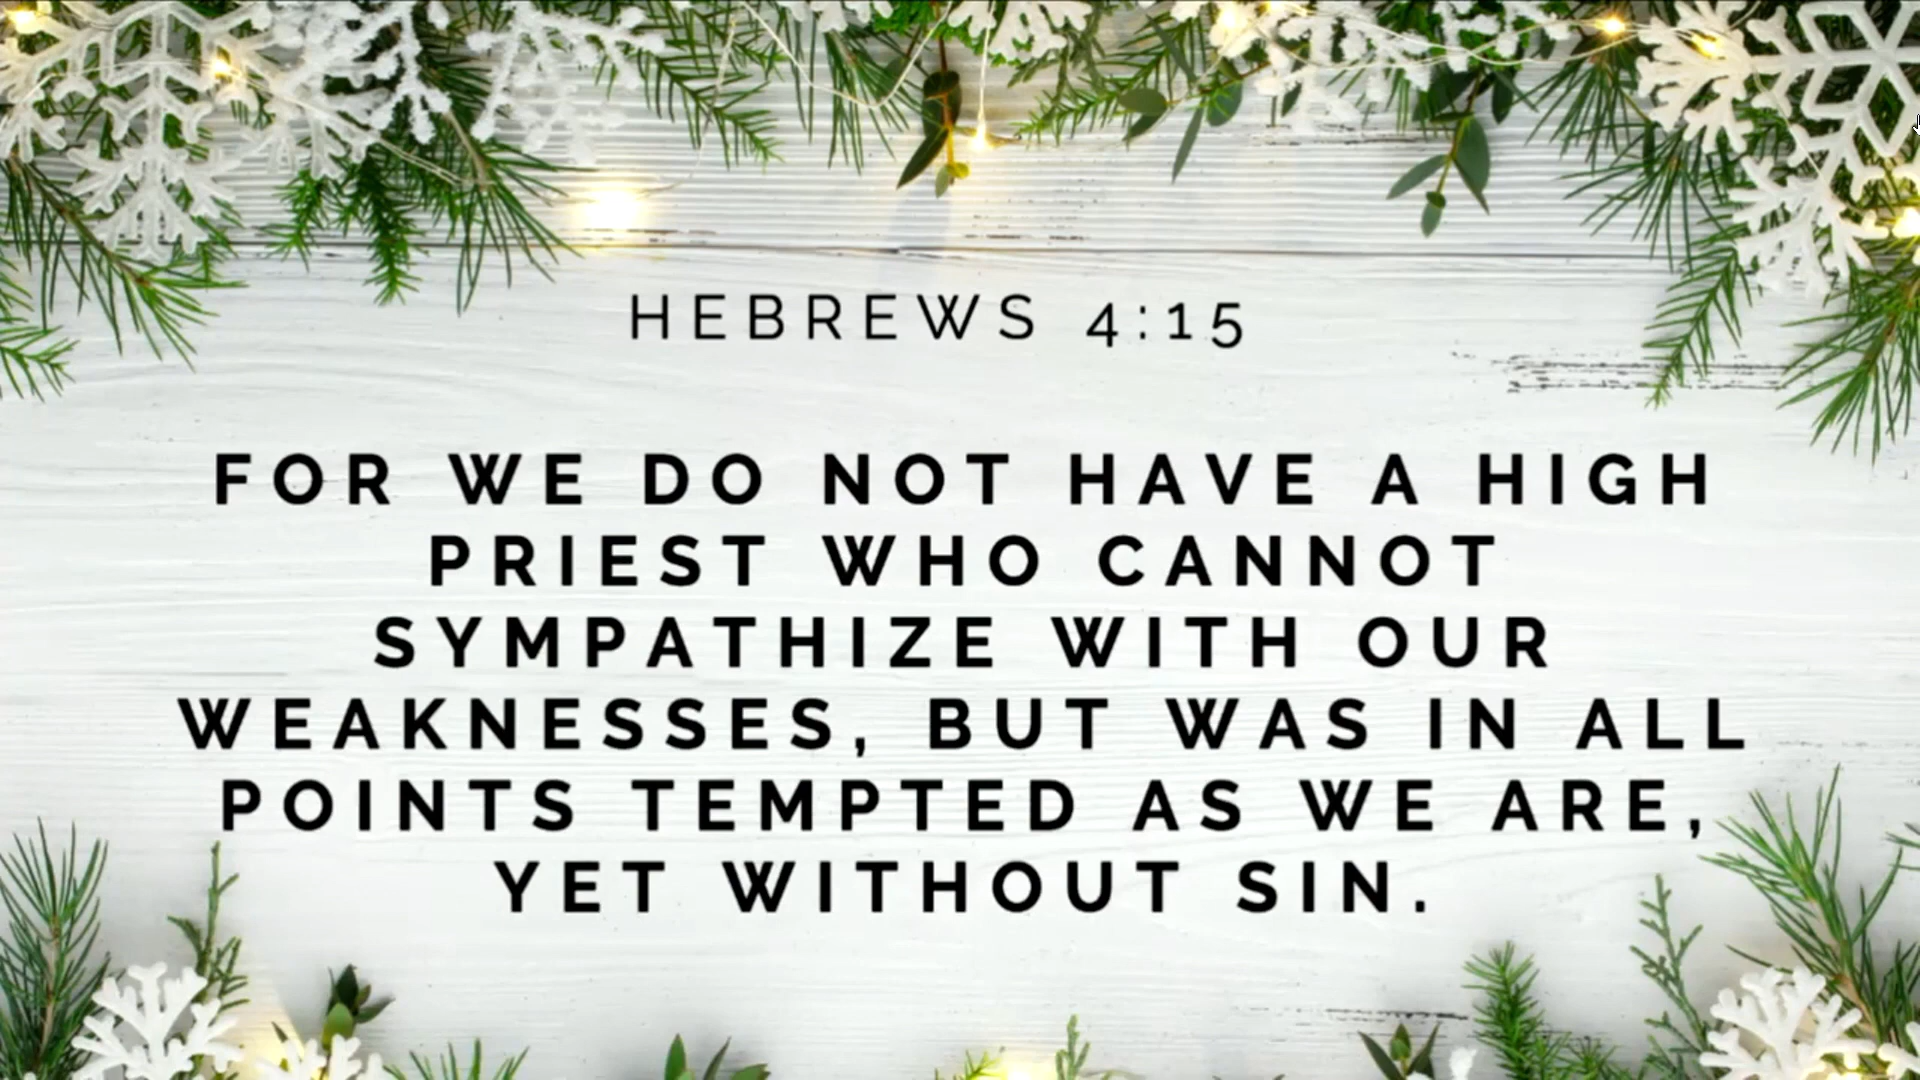 HEBREWS 4:15
FOR WE DO NOT HAVE A HIGH
PRIEST WHO CANNOT
SYMPATHIZE WITH OUR
WEAKNESSES, BUT WAS IN ALL
POINTS TEMPTED AS WE ARE,
YET WITHOUT SIN.